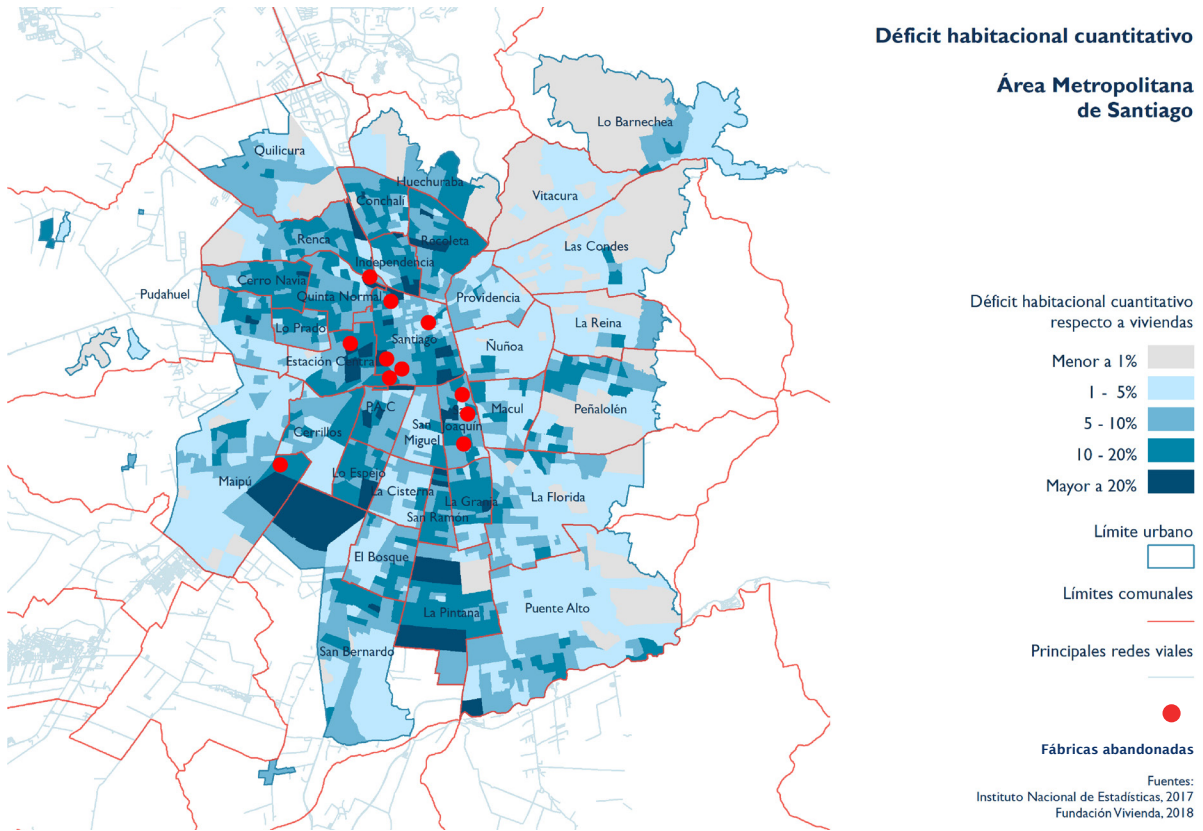 Déficit habitacional cuantitativo
Área Metropolitana
de Santiago
Lo Barnechea
Quilicura
Huechuraba
Vitacura
Conchalí
Renca
Recoleta
Las Condes
Independencia
Cerro Navia
Pudahuel
Quinta Normal
Providencia
Lo Prado
La Reina
Santiago
Ñuñoa
Estación Central
P.A.C
Macul
Peñalolén
San
Miguel
Joaquín
Cerrillos
Maipú
Lo Espejo
La Cisterna
La Granja
La Florida
San Ramón
El Bosque
La Pintana
Puente Alto
San Bernardo
Déficit habitacional cuantitativo
respecto a viviendas
Menor a 1%
1 - 5%
5 - 10%
10 - 20%
Mayor a 20%
Límite urbano
Límites comunales
Principales redes viales
Fábricas abandonadas
Fuentes:
Instituto Nacional de Estadísticas, 2017
Fundación Vivienda, 2018